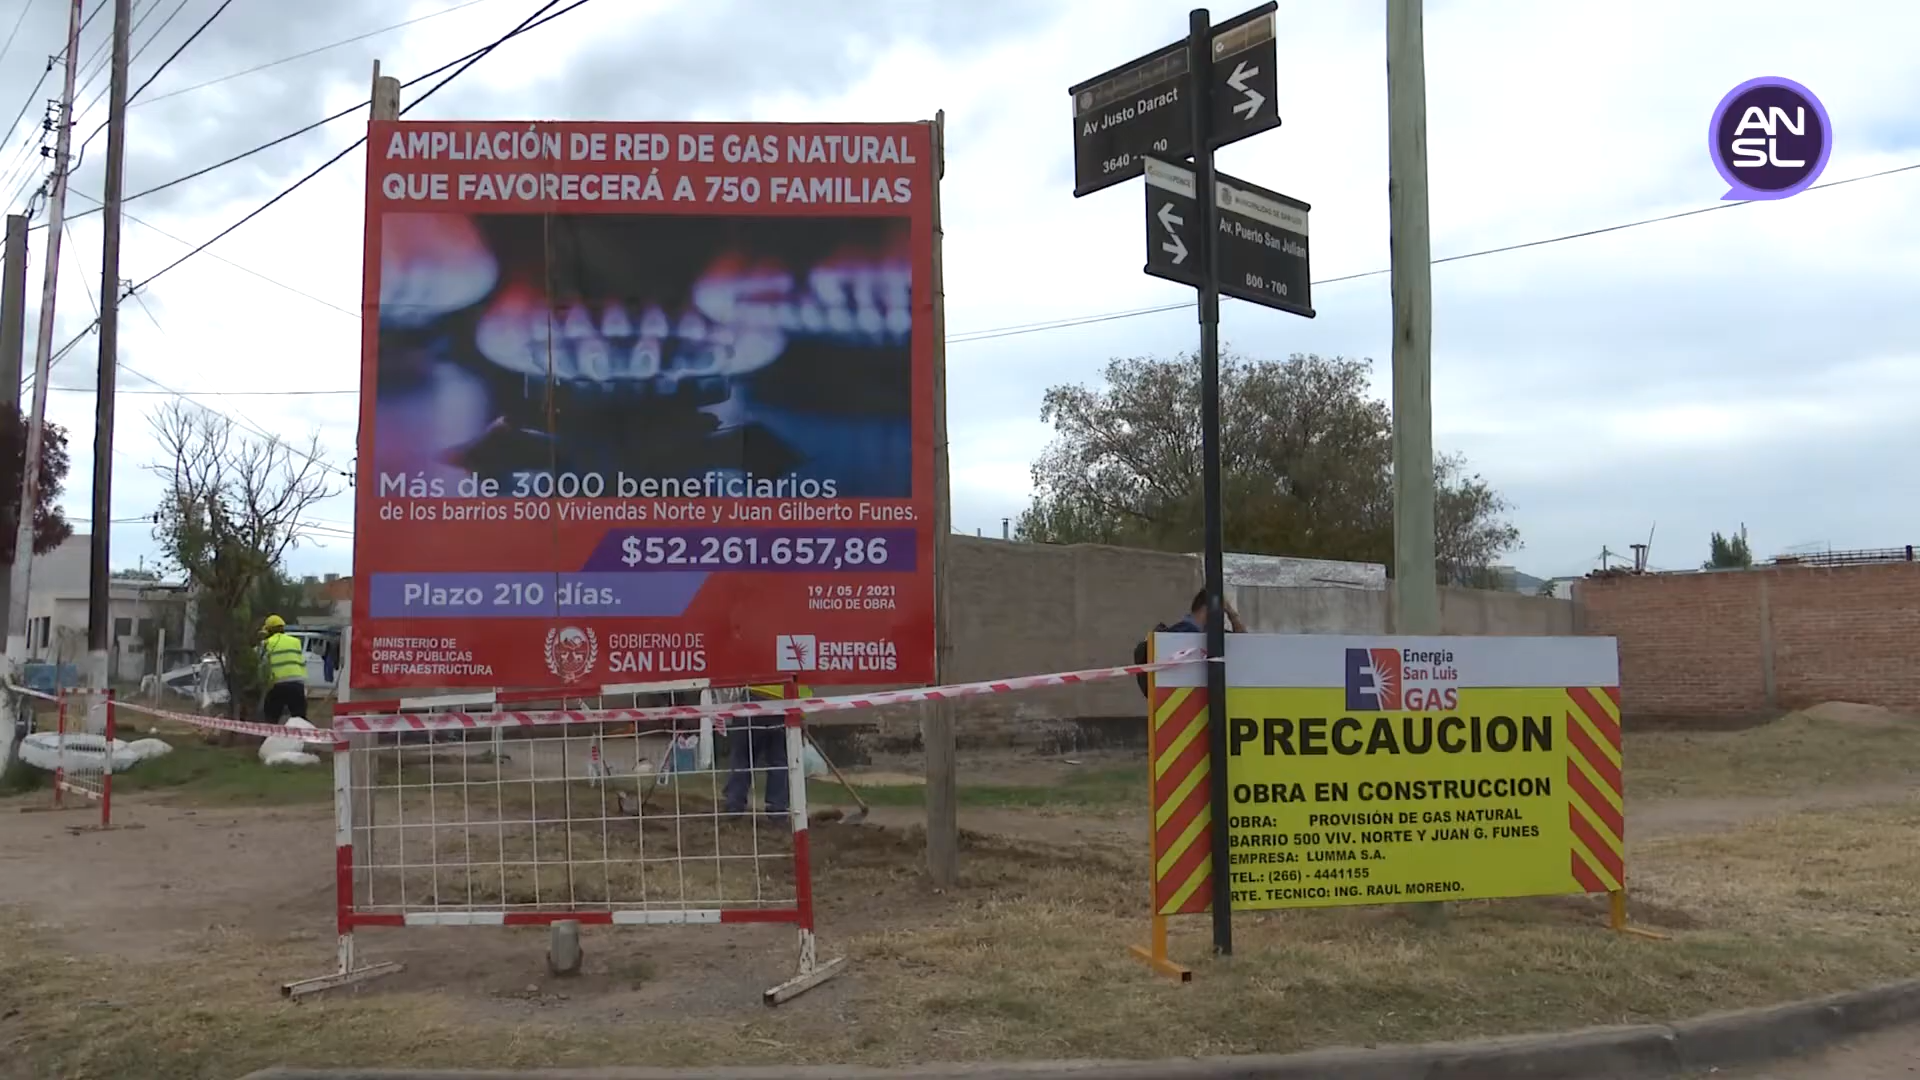 AMPLIACIÓN DE RED DE GAS NATURAL
QUE FAVORECERÁ A 750 FAMILIAS
Más de 3000 beneficiarios
de los barrios 500 Viviendas Norte y Juan Gilberto Funes.
$52.261.657,86
Plazo 210 días.
19 / 05 / 2021
INICIO DE OBRA
MINISTERIO DE
OBRAS PÚBLICAS
E INFRAESTRUCTURA
GOBIERNO DE
SAN LUIS
ENERGÍA
SAN LUIS
Av Justo Daract
3640 -
Av. Puerto San Julian
800 - 700
AN
SL
Energia
San Luis
GAS
PRECAUCION
OBRA EN CONSTRUCCION
OBRA: PROVISIÓN DE GAS NATURAL
BARRIO 500 VIV. NORTE Y JUAN G. FUNES
EMPRESA: LUMMA S.A.
TEL.: (266) - 4441155
RTE. TECNICO: ING. RAUL MORENO.